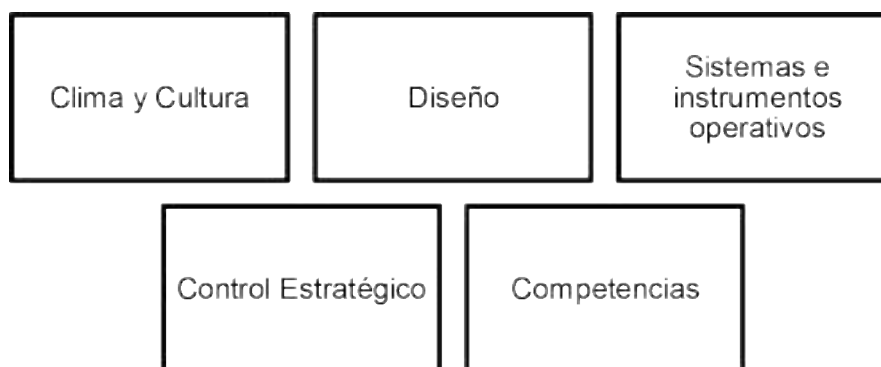 Clima y Cultura
Diseño
Sistemas e
instrumentos
operativos
Control Estratégico
Competencias